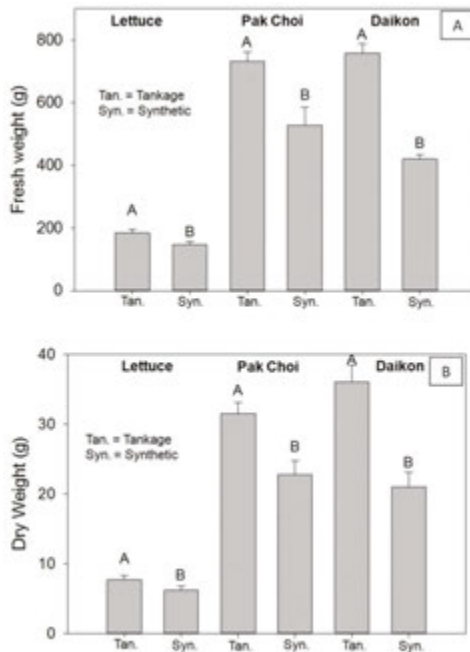 Lettuce Pak Choi Daikon A
800 A A
Tan. = Tankage
Syn. = Synthetic
600
B
400 B
200 A B
0
Fresh weight (g)
Tan. Syn. Tan. Syn. Tan. Syn.
40 Lettuce Pak Choi Daikon B
A
A
30
Tan. = Tankage
Syn. = Synthetic
B B
20
10 A B
0
Dry Weight (g)
Tan. Syn. Tan. Syn. Tan. Syn.